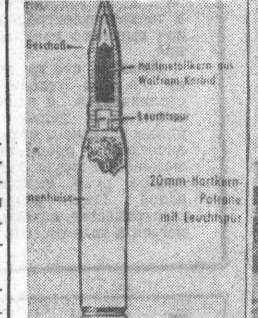 Geschoß
Hartmetallkern aus
Wolfram-Karbid
Leuchtspur
20mm-Hartkern-
Patrone
mit Leuchtspur